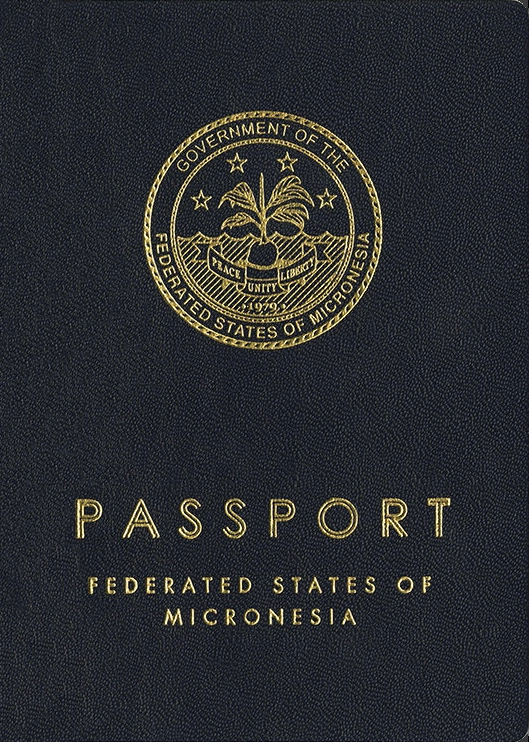 GOVERNMENT OF THE
FEDERATED STATES OF MICRONESIA
PEACE UNITY LIBERTY
1979
PASSPORT
FEDERATED STATES OF
MICRONESIA